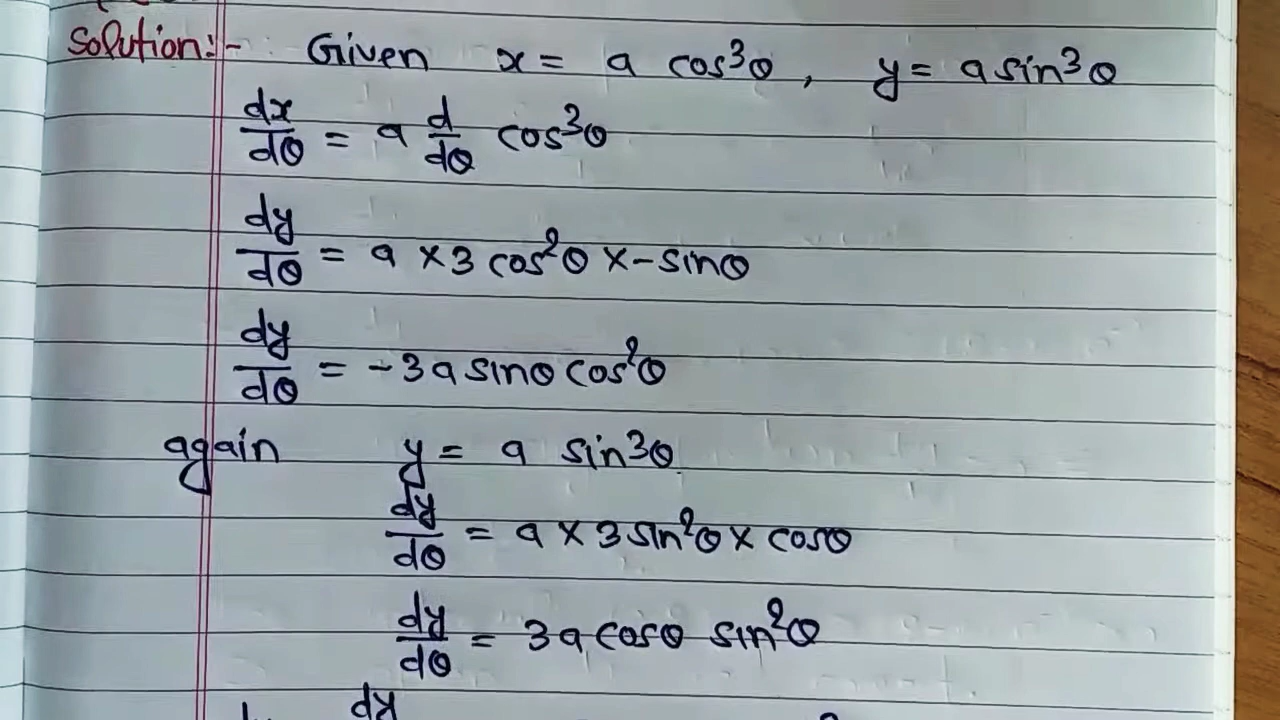 Solution:- Given x = a cos³θ, y = a sin³θ
dx/dθ = a d/dθ cos³θ
dy/dθ = a × 3 cos²θ × -sinθ
dy/dθ = -3a sinθ cos²θ
again y = a sin³θ
dy/dθ = a × 3 sin²θ × cosθ
dy/dθ = 3a cosθ sin²θ
dy